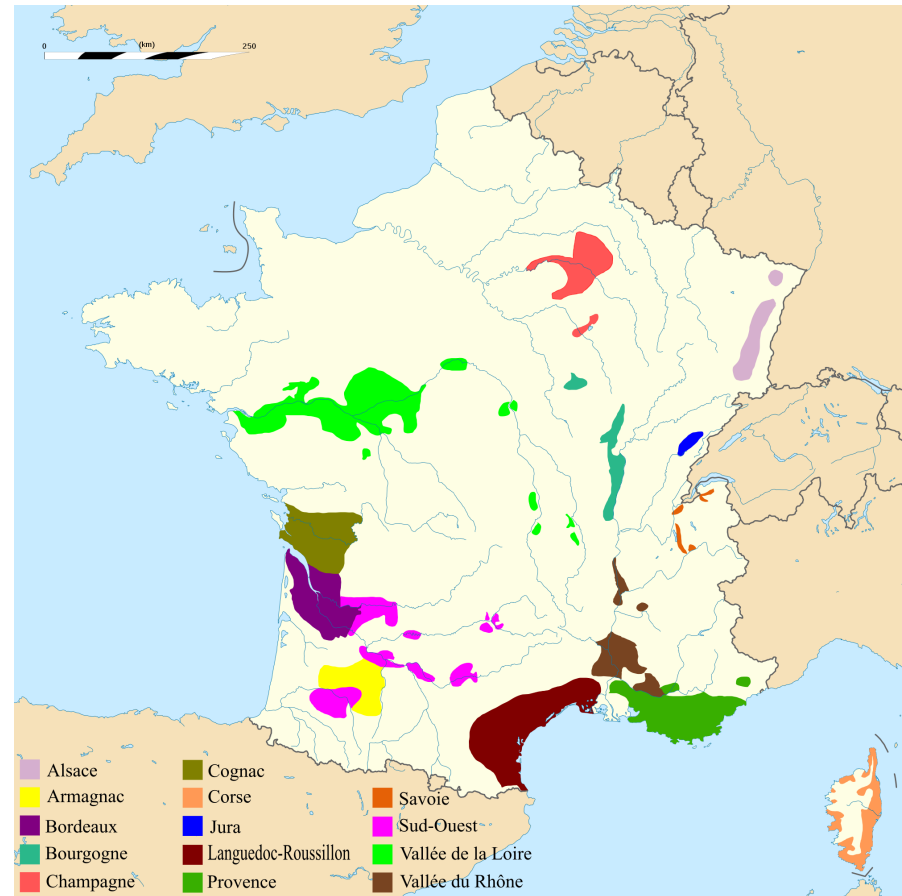 0 (km) 250
Alsace
Armagnac
Bordeaux
Bourgogne
Champagne
Cognac
Corse
Jura
Languedoc-Roussillon
Provence
Savoie
Sud-Ouest
Vallée de la Loire
Vallée du Rhône